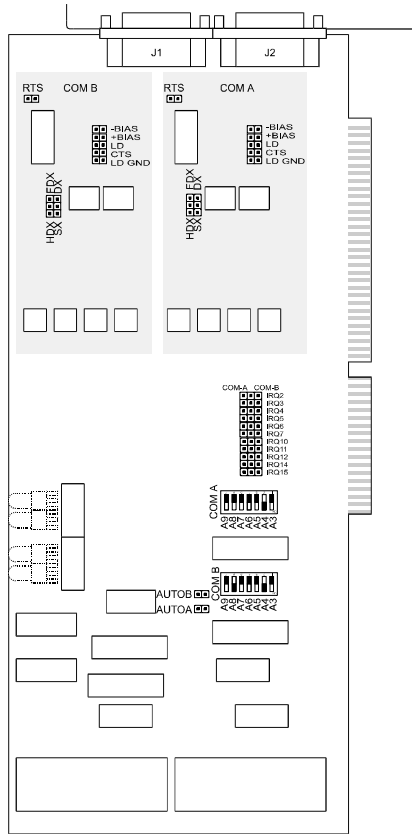 J1 J2
RTS COM B RTS COM A
-BIAS
+BIAS
LD
CTS
LD GND
-BIAS
+BIAS
LD
CTS
LD GND
HDX FDX
SX DX
HDX FDX
SX DX
COM-A COM-B
IRQ2
IRQ3
IRQ4
IRQ5
IRQ6
IRQ7
IRQ10
IRQ11
IRQ12
IRQ14
IRQ15
COM A
A9 A8 A7 A6 A5 A4 A3
COM B
A9 A8 A7 A6 A5 A4 A3
AUTOB
AUTOA